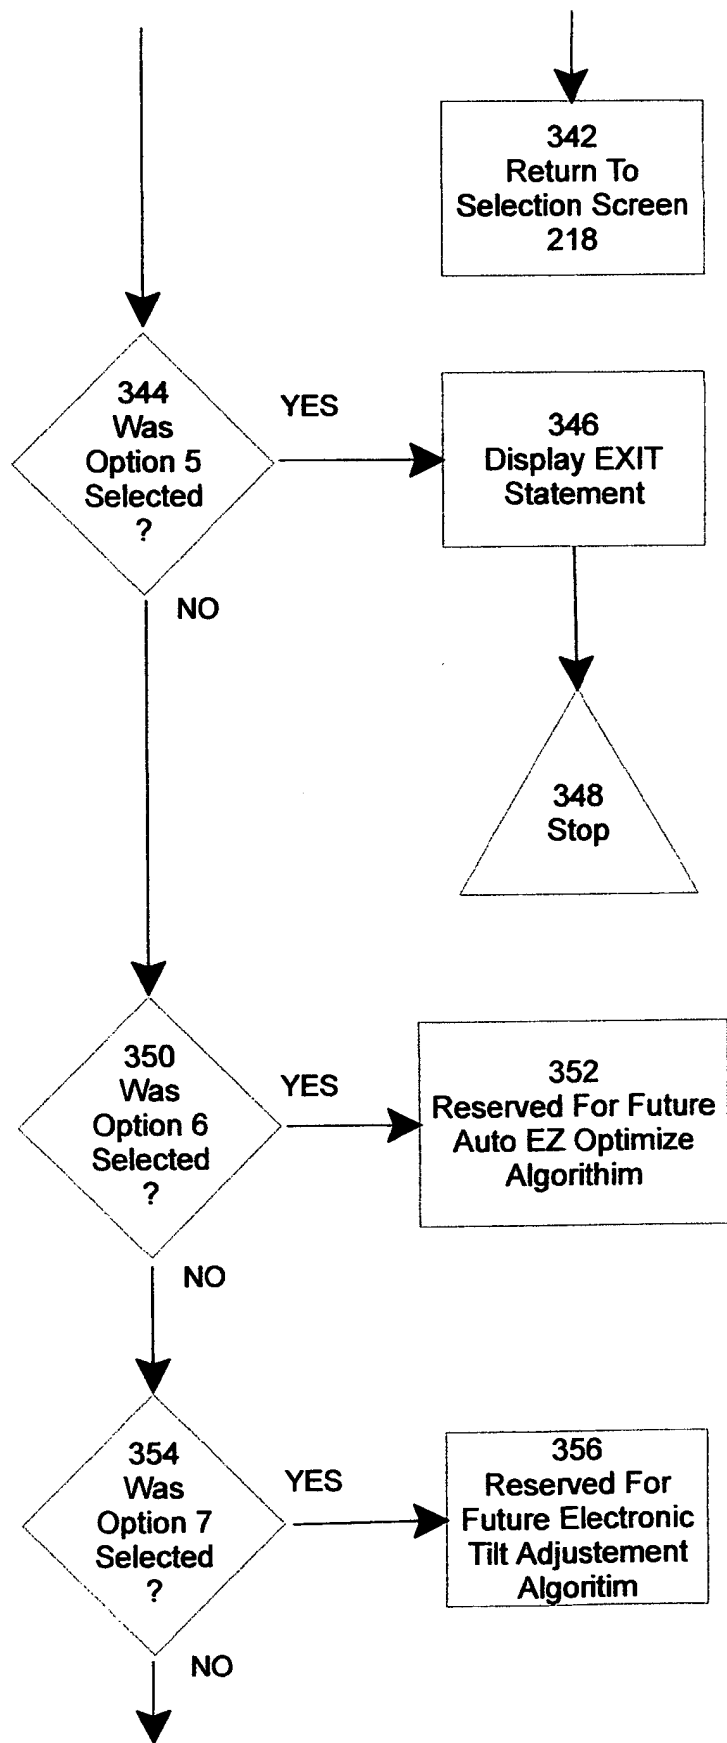 342
Return To
Selection Screen
218
344
Was
Option 5
Selected
?
YES
346
Display EXIT
Statement
NO
348
Stop
350
Was
Option 6
Selected
?
YES
352
Reserved For Future
Auto EZ Optimize
Algorithim
NO
354
Was
Option 7
Selected
?
YES
356
Reserved For
Future Electronic
Tilt Adjustement
Algoritim
NO